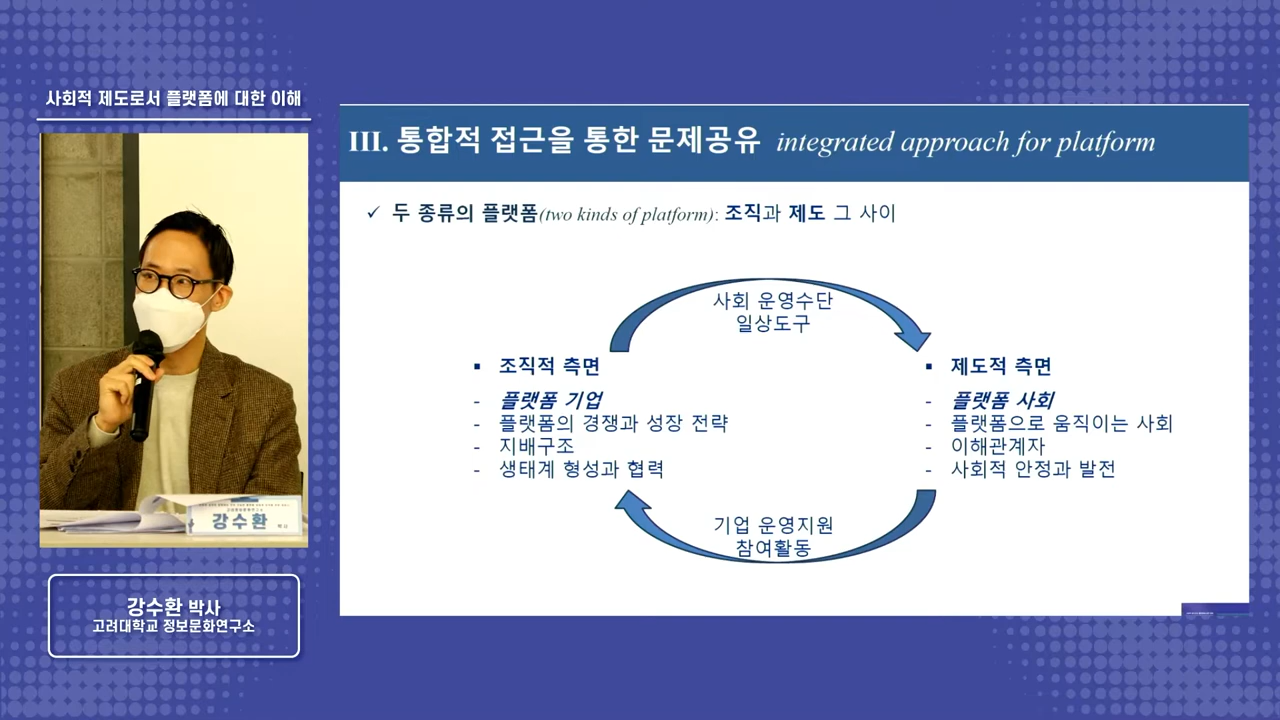 사회적 제도로서 플랫폼에 대한 이해
III. 통합적 접근을 통한 문제공유 integrated approach for platform
✓ 두 종류의 플랫폼(two kinds of platform): 조직과 제도 그 사이
사회 운영수단
일상도구
▪ 조직적 측면
- 플랫폼 기업
- 플랫폼의 경쟁과 성장 전략
- 지배구조
- 생태계 형성과 협력
▪ 제도적 측면
- 플랫폼 사회
- 플랫폼으로 움직이는 사회
- 이해관계자
- 사회적 안정과 발전
기업 운영지원
참여활동
강수환
강수환 박사
고려대학교 정보문화연구소